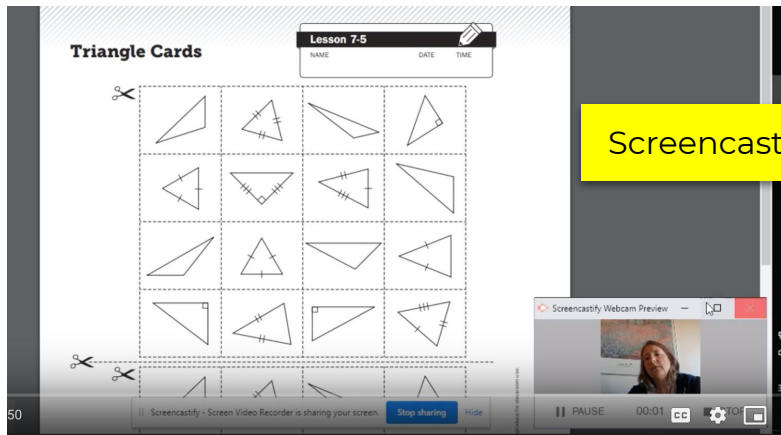 Triangle Cards
Lesson 7-5
NAME DATE TIME
Screencast
Screencastify Webcam Preview
50
Screencastify - Screen Video Recorder is sharing your screen.
Stop sharing
Hide
PAUSE
00:01
CC